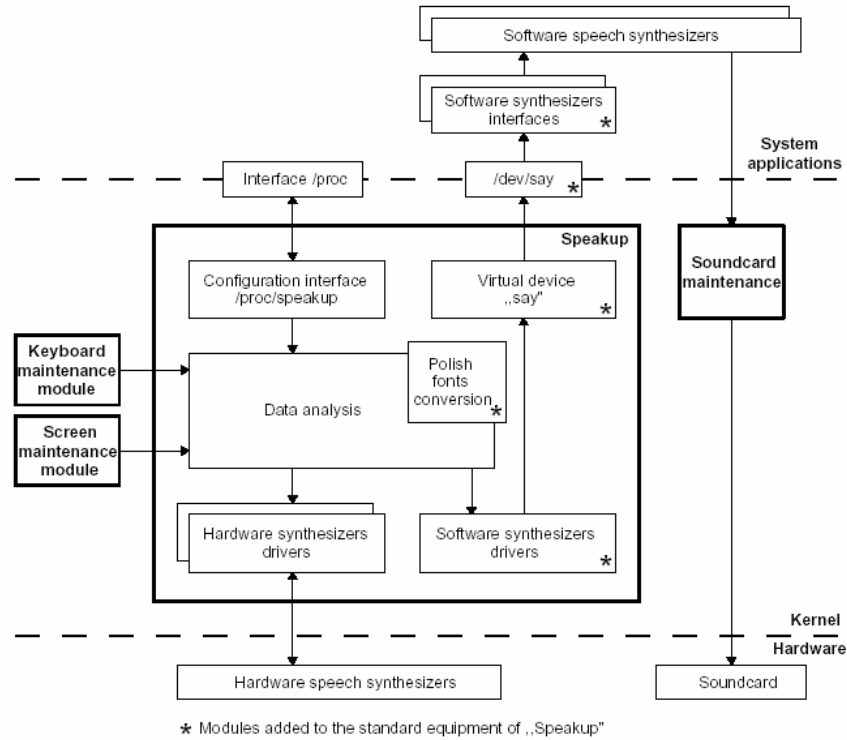 Software speech synthesizers
Software synthesizers
interfaces
*
System
applications
Interface /proc
/dev/say
*
Speakup
Configuration interface
/proc/speakup
Virtual device
,,say"
*
Soundcard
maintenance
Keyboard
maintenance
module
Polish
fonts
conversion
*
Data analysis
Screen
maintenance
module
Hardware synthesizers
drivers
Software synthesizers
drivers
*
Kernel
Hardware
Hardware speech synthesizers
Soundcard
* Modules added to the standard equipment of ,,Speakup"